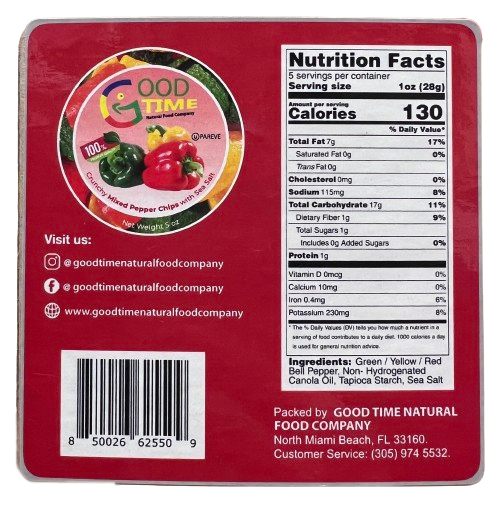 GOOD
TIME
Natural Food Company
100%
U PAREVE
Crunchy Mixed Pepper Chips with Sea Salt
Net Weight 5 oz
Visit us:
@goodtimenaturalfoodcompany
@goodtimenaturalfoodcompany
www.goodtimenaturalfoodcompany
8 50026 62550 9
Nutrition Facts
5 servings per container
Serving size 1oz (28g)
Amount per serving
Calories 130
% Daily Value*
Total Fat 7g 17%
Saturated Fat 0g 0%
Trans Fat 0g
Cholesterol 0mg 0%
Sodium 115mg 8%
Total Carbohydrate 17g 11%
Dietary Fiber 1g 9%
Total Sugars 1g
Includes 0g Added Sugars 0%
Protein 1g
Vitamin D 0mcg 0%
Calcium 10mg 0%
Iron 0.4mg 6%
Potassium 230mg 8%
* The % Daily Values (DV) tells you how much a nutrient in a
serving of food contributes to a daily diet. 1000 calories a day
is used for general nutrition advice.
Ingredients: Green / Yellow / Red
Bell Pepper, Non- Hydrogenated
Canola Oil, Tapioca Starch, Sea Salt
Packed by GOOD TIME NATURAL
FOOD COMPANY
North Miami Beach, FL 33160.
Customer Service: (305) 974 5532.